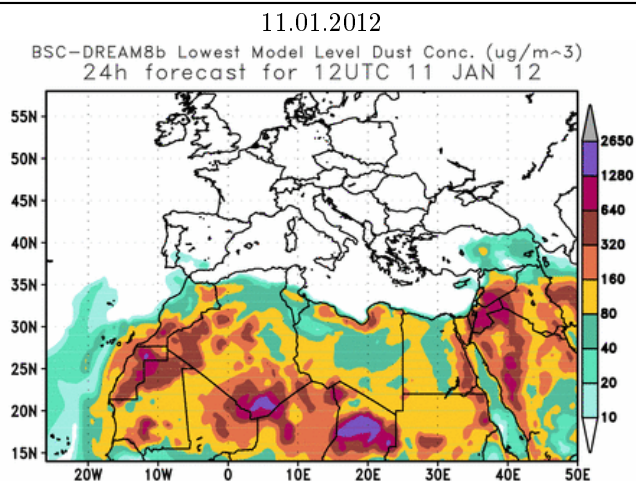 11.01.2012
BSC-DREAM8b Lowest Model Level Dust Conc. (ug/m^3)
24h forecast for 12UTC 11 JAN 12
55N
50N
45N
40N
35N
30N
25N
20N
15N
20W 10W 0 10E 20E 30E 40E 50E
2650
1280
640
320
160
80
40
20
10